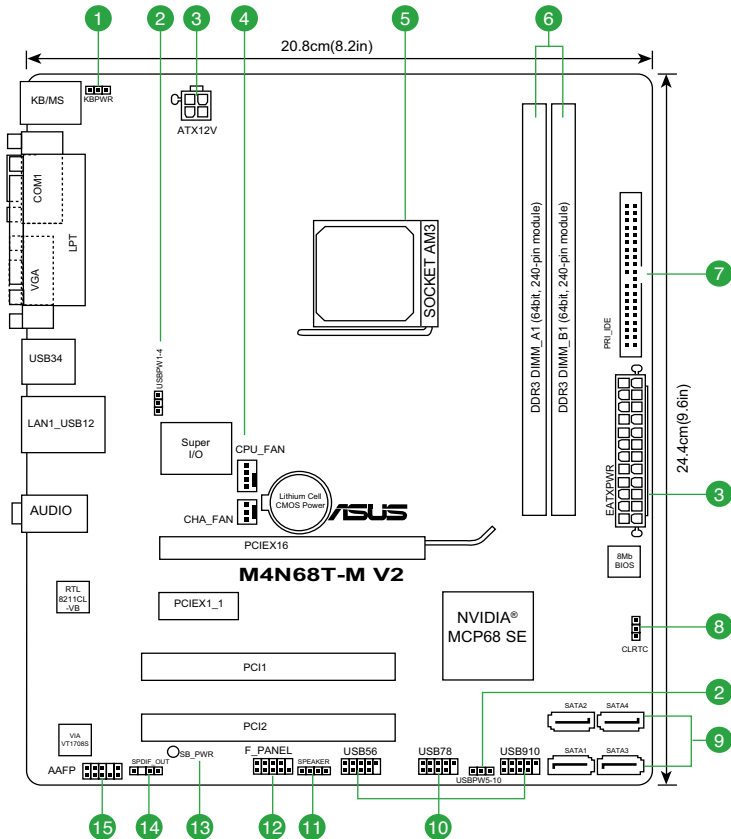 1
2
3
4
5
6
20.8cm(8.2in)
KB/MS
KBPWR
ATX12V
COM1
LPT
VGA
SOCKET AM3
DDR3 DIMM_A1 (64bit, 240-pin module)
DDR3 DIMM_B1 (64bit, 240-pin module)
7
PRI_IDE
USB34
USBPW1-4
LAN1_USB12
Super
I/O
CPU_FAN
24.4cm(9.6in)
EATXPWR
3
AUDIO
CHA_FAN
Lithium Cell
CMOS Power
ASUS
PCIEX16
M4N68T-M V2
8Mb
BIOS
RTL
8211CL
-VB
PCIEX1_1
NVIDIA®
MCP68 SE
8
CLRTC
PCI1
2
SATA2
SATA4
9
PCI2
VIA
VT1708S
SB_PWR
AAFP
SPDIF_OUT
F_PANEL
SPEAKER
USB56
USB78
USBPW5-10
USB910
SATA1
SATA3
15
14
13
12
11
10